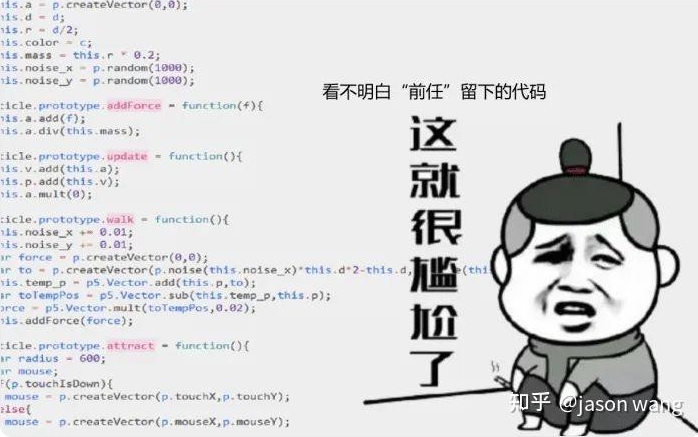 his.a = p.createVector(0,0);
his.d = d;
his.r = d/2;
his.color = c;
his.mass = this.r * 0.2;
his.noise_x = p.random(1000);
his.noise_y = p.random(1000);
ticle.prototype.addForce = function(f){
his.a.add(f);
his.a.div(this.mass);
ticle.prototype.update = function(){
his.v.add(this.a);
his.p.add(this.v);
his.a.mult(0);
ticle.prototype.walk = function(){
his.noise_x += 0.01;
his.noise_y += 0.01;
ar force = p.createVector(0,0);
ar to = p.createVector(p.noise(this.noise_x)*this.d*2-this.d,
his.temp_p = p5.Vector.add(this.p,to);
ar toTempPos = p5.Vector.sub(this.temp_p,this.p);
orce = p5.Vector.mult(toTempPos,0.02);
his.addForce(force);
ticle.prototype.attract = function(){
ar radius = 600;
ar mouse;
f(p.touchIsDown){
mouse = p.createVector(p.touchX,p.touchY);
else{
mouse = p.createVector(p.mouseX,p.mouseY);
看不明白“前任”留下的代码
这就很尴尬了
知乎 @jason wang